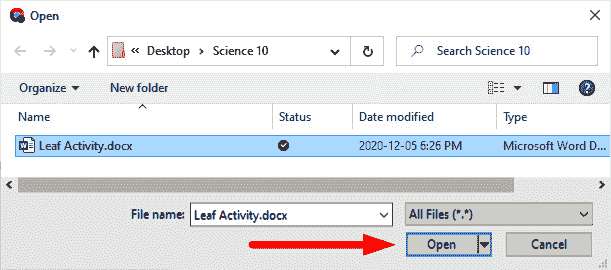 Open
« Desktop > Science 10
Search Science 10
Organize
New folder
Name
Status
Date modified
Type
Leaf Activity.docx
2020-12-05 6:26 PM
Microsoft Word D...
File name:
Leaf Activity.docx
All Files (*.*)
Open
Cancel